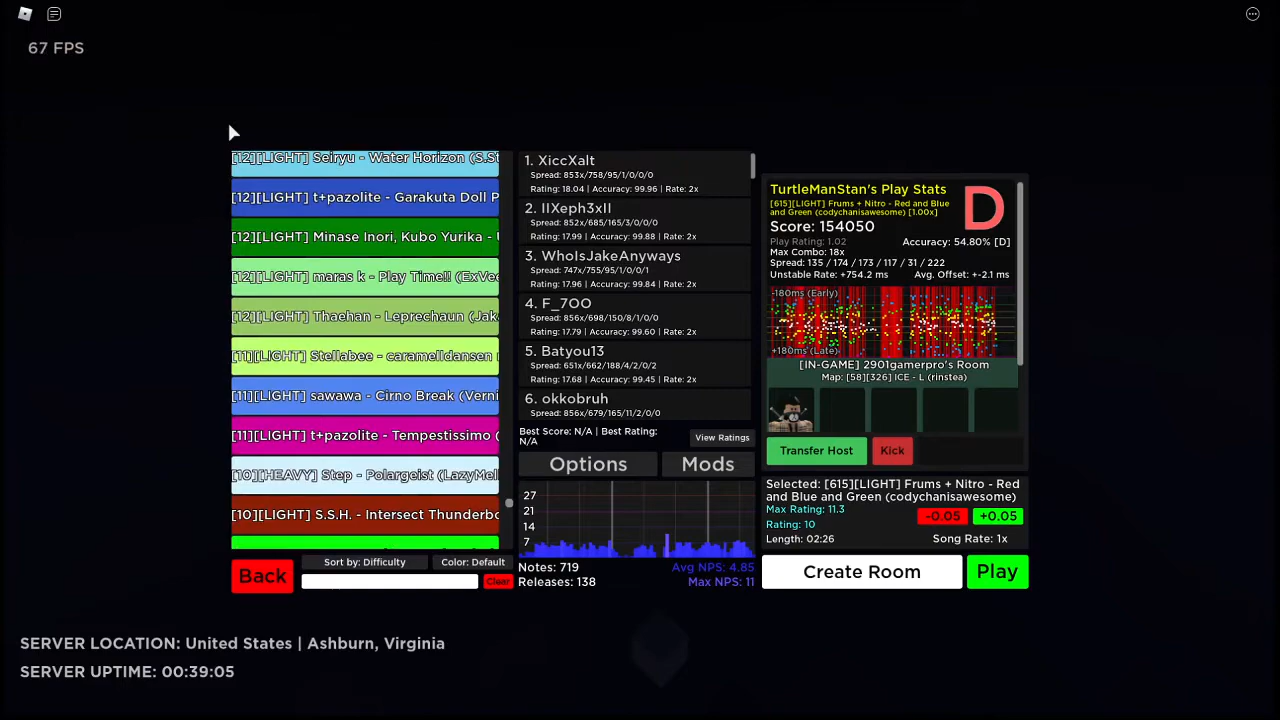 67 FPS
[12][LIGHT] Seiryu - Water Horizon (S.St
[12][LIGHT] t+pazolite - Garakuta Doll P
[12][LIGHT] Minase Inori, Kubo Yurika -
[12][LIGHT] maras k - Play Time!! (ExVee
[12][LIGHT] Thaehan - Leprechaun (Jak
[11][LIGHT] Stellabee - caramelldansen
[11][LIGHT] sawawa - Cirno Break (Verni
[11][LIGHT] t+pazolite - Tempestissimo (
[10][HEAVY] Step - Polargeist (LazyMel
[10][LIGHT] S.S.H. - Intersect Thunderbo
Back
Sort by: Difficulty
Color: Default
Clear
1. XiccXalt
Spread: 853x/758/95/1/0/0/0
Rating: 18.04 | Accuracy: 99.96 | Rate: 2x
2. IIXeph3xII
Spread: 852x/685/165/3/0/0/0
Rating: 17.99 | Accuracy: 99.88 | Rate: 2x
3. WhoIsJakeAnyways
Spread: 747x/755/95/1/0/0/1
Rating: 17.96 | Accuracy: 99.84 | Rate: 2x
4. F_7OO
Spread: 856x/698/150/8/1/0/0
Rating: 17.79 | Accuracy: 99.60 | Rate: 2x
5. Batyou13
Spread: 651x/662/188/4/2/0/2
Rating: 17.68 | Accuracy: 99.45 | Rate: 2x
6. okkobruh
Spread: 856x/679/165/11/2/0/0
Best Score: N/A | Best Rating:
N/A
View Ratings
Options
Mods
27
21
14
7
Notes: 719
Avg NPS: 4.85
Releases: 138
Max NPS: 11
TurtleManStan's Play Stats
[615][LIGHT] Frums + Nitro - Red and Blue
and Green (codychanisawesome) [1.00x]
D
Score: 154050
Play Rating: 1.02
Accuracy: 54.80% [D]
Max Combo: 18x
Spread: 135 / 174 / 173 / 117 / 31 / 222
Unstable Rate: +754.2 ms
Avg. Offset: +-2.1 ms
-180ms (Early)
+180ms (Late)
[IN-GAME] 2901gamerpro's Room
Map: [58][326] ICE - L (rinstea)
Transfer Host
Kick
Selected: [615][LIGHT] Frums + Nitro - Red
and Blue and Green (codychanisawesome)
Max Rating: 11.3
Rating: 10
-0.05
+0.05
Length: 02:26
Song Rate: 1x
Create Room
Play
SERVER LOCATION: United States | Ashburn, Virginia
SERVER UPTIME: 00:39:05